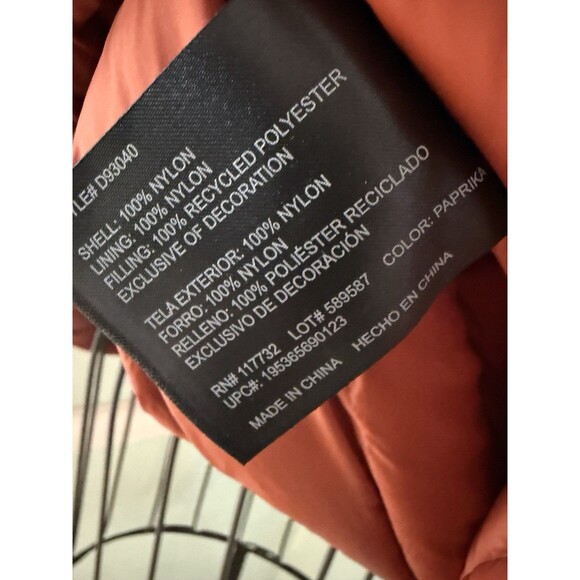 YLE# D93040
SHELL: 100% NYLON
LINING: 100% NYLON
FILLING: 100% RECYCLED POLYESTER
EXCLUSIVE OF DECORATION
TELA EXTERIOR: 100% NYLON
FORRO: 100% NYLON
RELLENO: 100% POLIÉSTER RECICLADO
EXCLUSIVO DE DECORACIÓN
RN# 117732 LOT# 589587 COLOR: PAPRIKA
UPC#: 195365690123
MADE IN CHINA HECHO EN CHINA